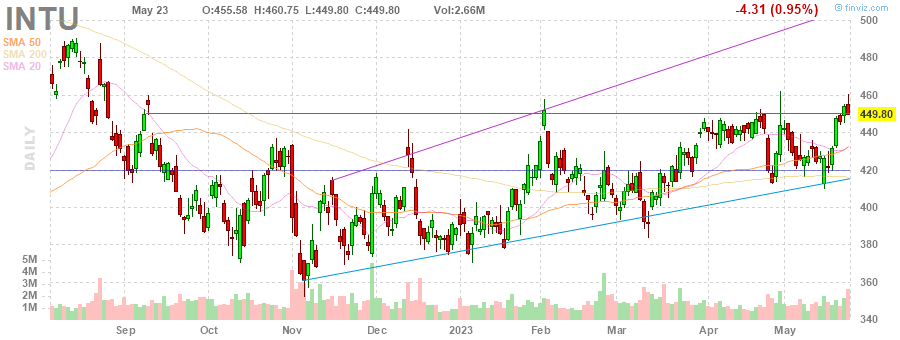 INTU May 23 O:455.58 H:460.75 L:449.80 C:449.80 Vol:2.66M -4.31 (0.95%) finviz.com
SMA 50
SMA 200
SMA 20
DAILY
500
480
460
449.80
440
420
400
380
360
340
5M
4M
3M
2M
1M
Sep Oct Nov Dec 2023 Feb Mar Apr May